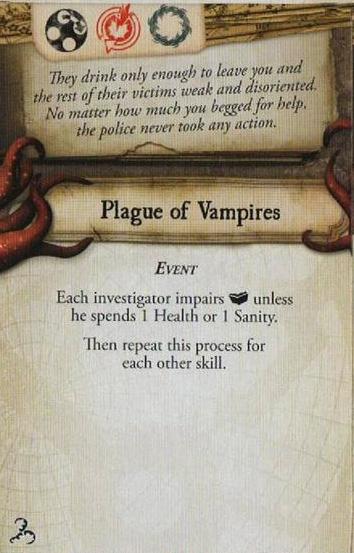 They drink only enough to leave you and
the rest of their victims weak and disoriented.
No matter how much you begged for help,
the police never took any action.
Plague of Vampires
Event
Each investigator impairs unless
he spends 1 Health or 1 Sanity.
Then repeat this process for
each other skill.